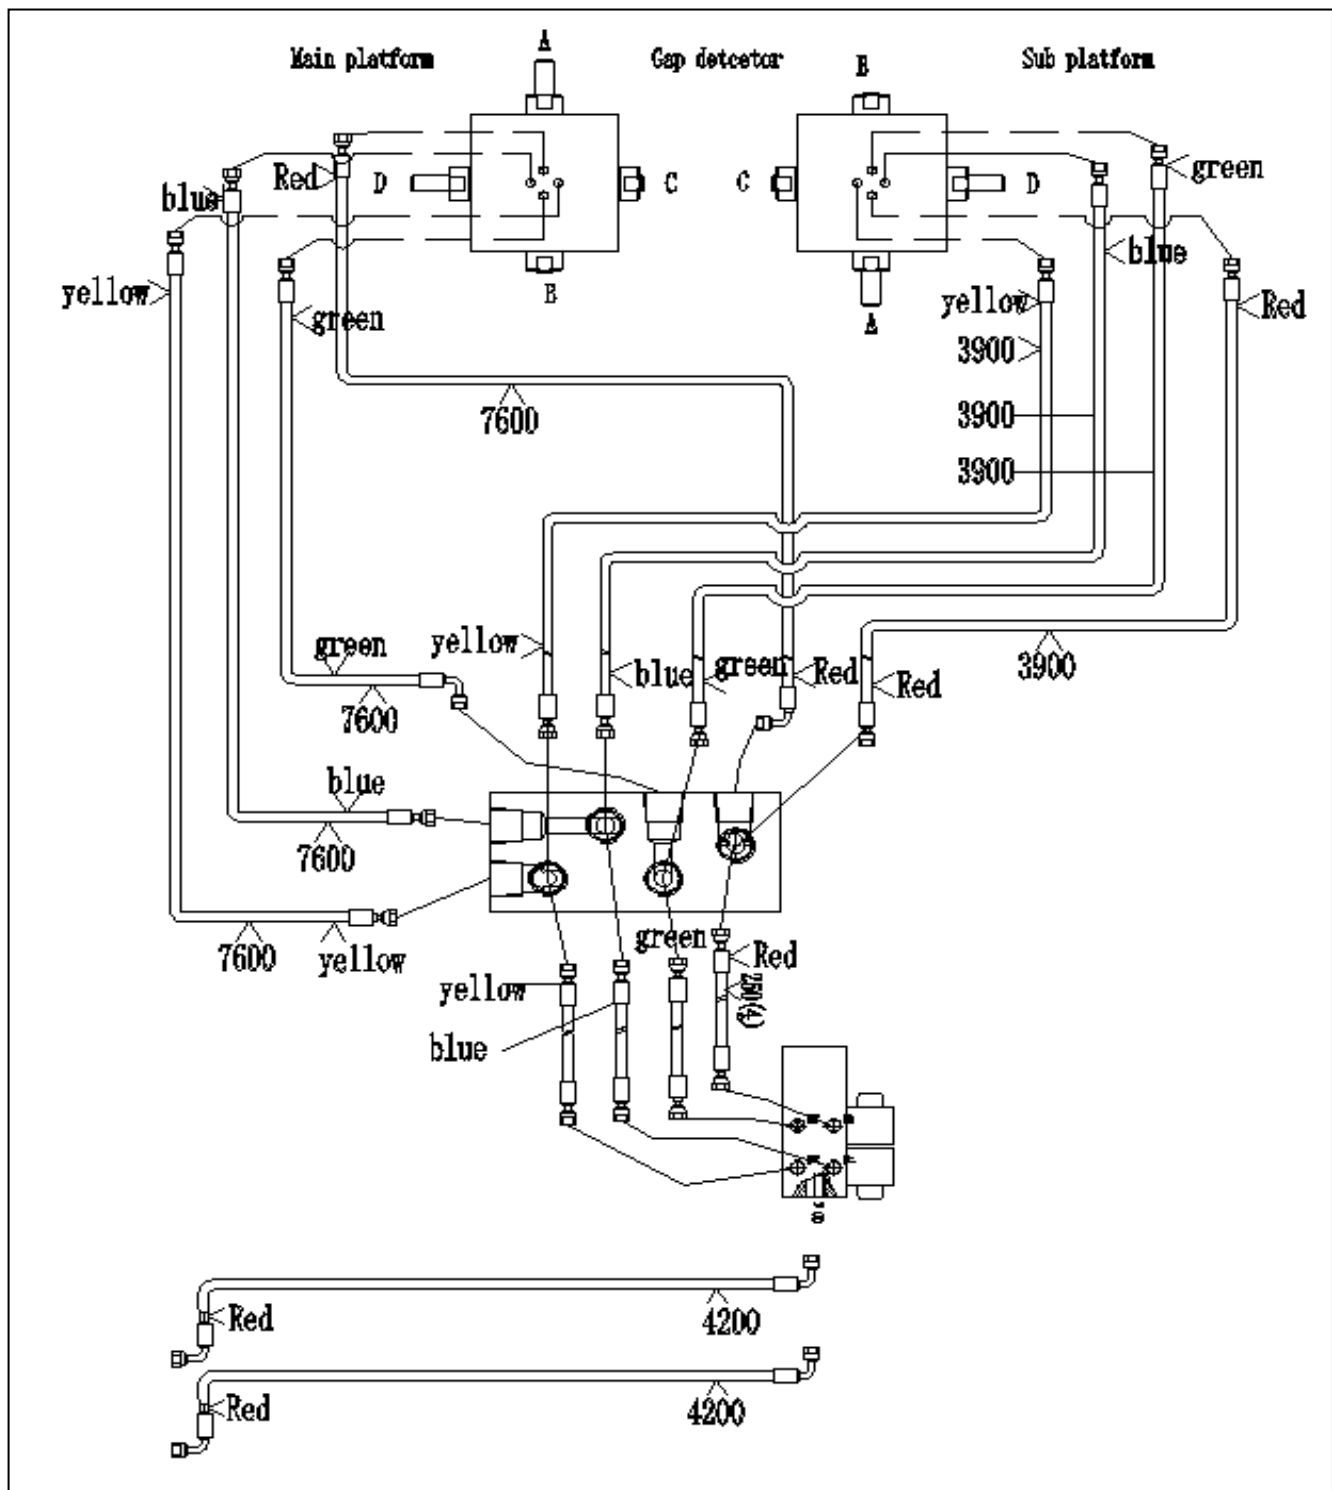 A
Main platform
Gap detcetor
B
Sub platform
Red
D
C
C
D
green
blue
blue
B
yellow
green
A
yellow
Red
3900
7600
3900
3900
green
yellow
blue
green
Red
Red
3900
7600
blue
7600
7600
yellow
green
Red
yellow
750(4)
blue
Red
4200
Red
4200